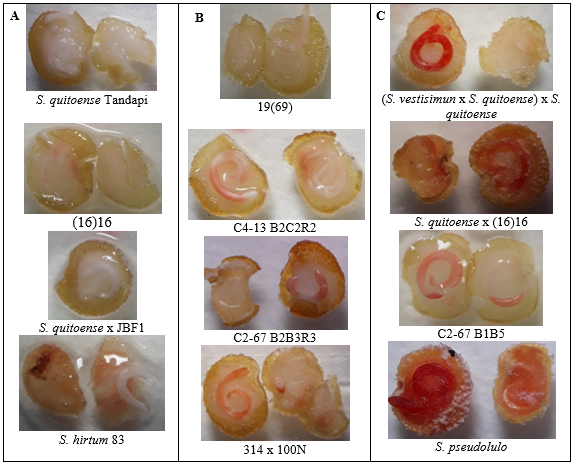 A
S. quitoense Tandapi
(16)16
S. quitoense x JBF1
S. hirtum 83
B
19(69)
C4-13 B2C2R2
C2-67 B2B3R3
314 x 100N
C
(S. vestisimun x S. quitoense) x S.
quitoense
S. quitoense x (16)16
C2-67 B1B5
S. pseudolulo